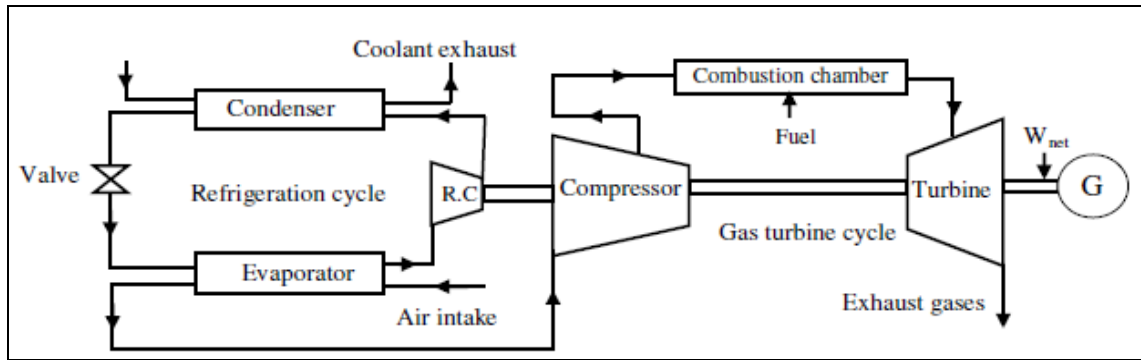 Coolant exhaust
Condenser
Combustion chamber
Fuel
W_net
Valve
Refrigeration cycle
R.C
Compressor
Turbine
G
Gas turbine cycle
Evaporator
Air intake
Exhaust gases